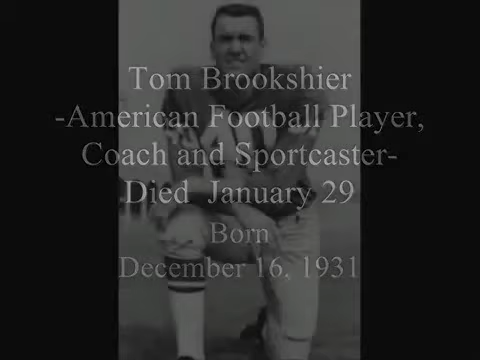 Tom Brookshier
-American Football Player,
Coach and Sportcaster-
Died January 29
Born
December 16, 1931